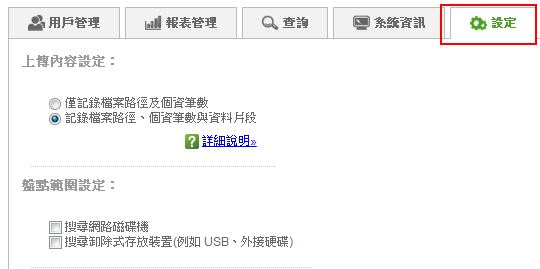 用戶管理 報表管理 查詢 系統資訊 設定
上傳內容設定：
僅記錄檔案路徑及個資筆數
記錄檔案路徑、個資筆數與資料片段
詳細說明»
盤點範圍設定：
搜尋網路磁碟機
搜尋卸除式存放裝置(例如 USB、外接硬碟)